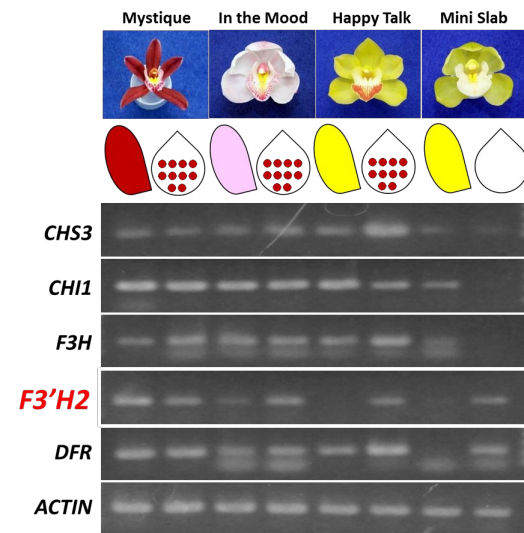 Mystique In the Mood Happy Talk Mini Slab
CHS3
CHI1
F3H
F3'H2
DFR
ACTIN